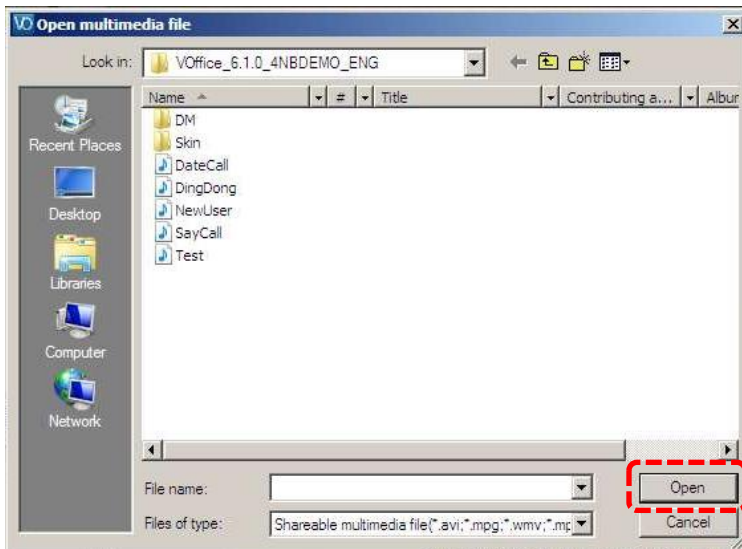 VO Open multimedia file
Look in: VOffice_6.1.0_4NBDEMO_ENG
Name # Title Contributing a... Albur
DM
Skin
DateCall
DingDong
NewUser
SayCall
Test
Recent Places
Desktop
Libraries
Computer
Network
File name: Open
Files of type: Shareable multimedia file(*.avi;*.mpg;*.wmv;*.mp Cancel